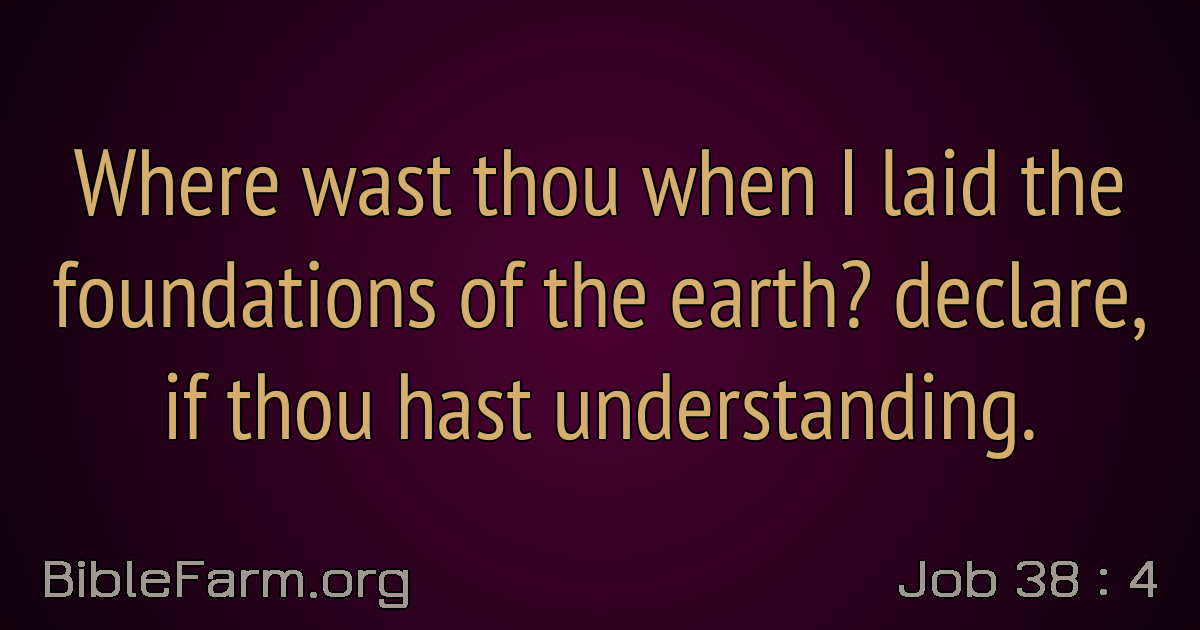 Where wast thou when I laid the
foundations of the earth? declare,
if thou hast understanding.
BibleFarm.org
Job 38 : 4